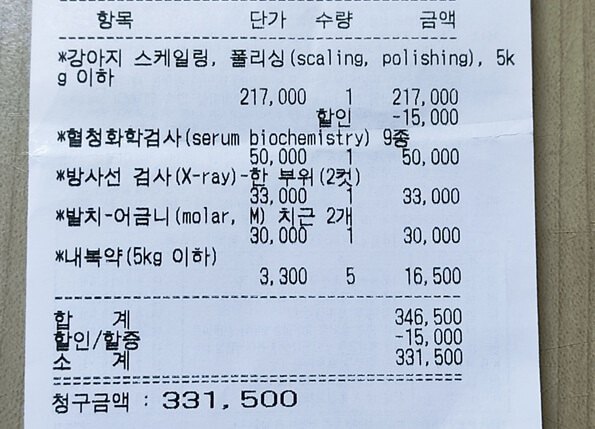 항목 단가 수량 금액
*강아지 스케일링, 폴리싱(scaling, polishing), 5k
g 이하
217,000 1 217,000
할인 -15,000
*혈청화학검사(serum biochemistry) 9종
50,000 1 50,000
*방사선 검사(X-ray)-한 부위(2컷)
33,000 1 33,000
*발치-어금니(molar, M) 치근 2개
30,000 1 30,000
*내복약(5kg 이하)
3,300 5 16,500
합 계 346,500
할인/할증 -15,000
소 계 331,500
청구금액 : 331,500